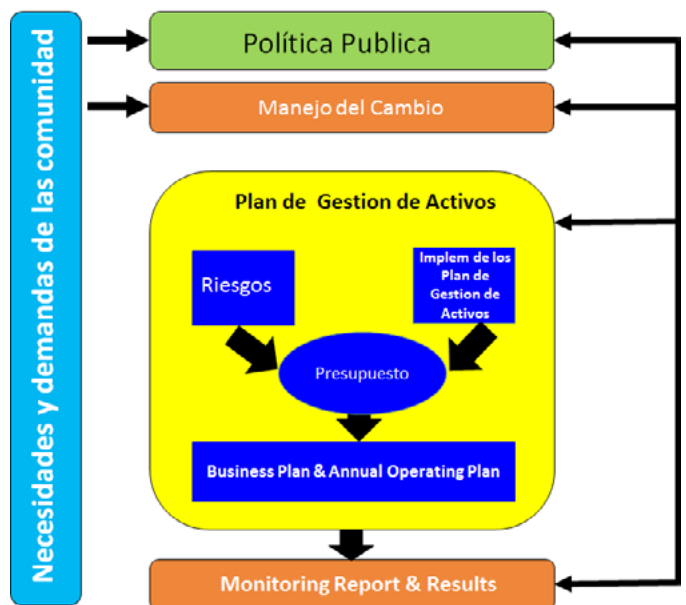 Necesidades y demandas de las comunidad
Política Publica
Manejo del Cambio
Plan de Gestion de Activos
Riesgos
Implem de los
Plan de
Gestion de
Activos
Presupuesto
Business Plan & Annual Operating Plan
Monitoring Report & Results